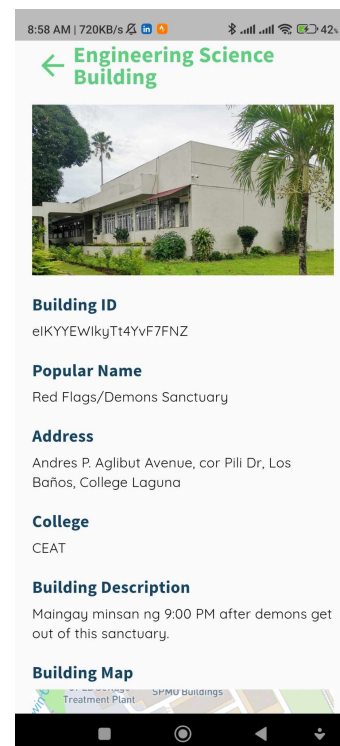 8:58 AM | 720KB/s
42%
Engineering Science
Building
Building ID
eIKYYEWIkyTt4YvF7FNZ
Popular Name
Red Flags/Demons Sanctuary
Address
Andres P. Aglibut Avenue, cor Pili Dr, Los
Baños, College Laguna
College
CEAT
Building Description
Maingay minsan ng 9:00 PM after demons get
out of this sanctuary.
Building Map
SPMU Buildings
Treatment Plant